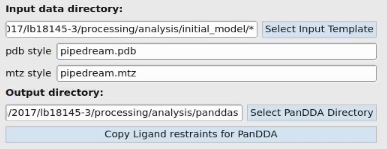 Input data directory:
017/lb18145-3/processing/analysis/initial_model/* Select Input Template
pdb style pipedream.pdb
mtz style pipedream.mtz
Output directory:
/2017/lb18145-3/processing/analysis/panddas Select PanDDA Directory
Copy Ligand restraints for PanDDA